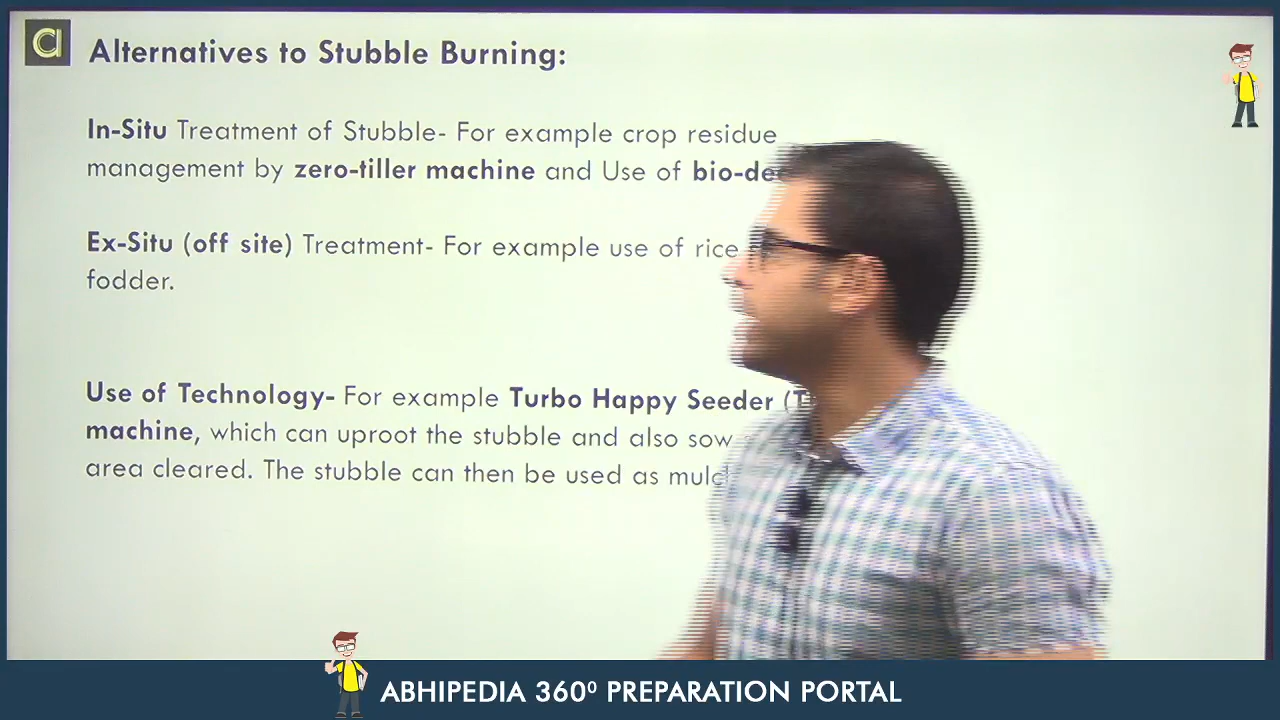 Alternatives to Stubble Burning:
In-Situ Treatment of Stubble- For example crop residue
management by zero-tiller machine and Use of
Ex-Situ (off site) Treatment- For example use of rice
fodder.
Use of Technology- For example Turbo Happy Seeder
machine, which can uproot the stubble and also sow
area cleared. The stubble can then be used as
ABHIPEDIA 360⁰ PREPARATION PORTAL